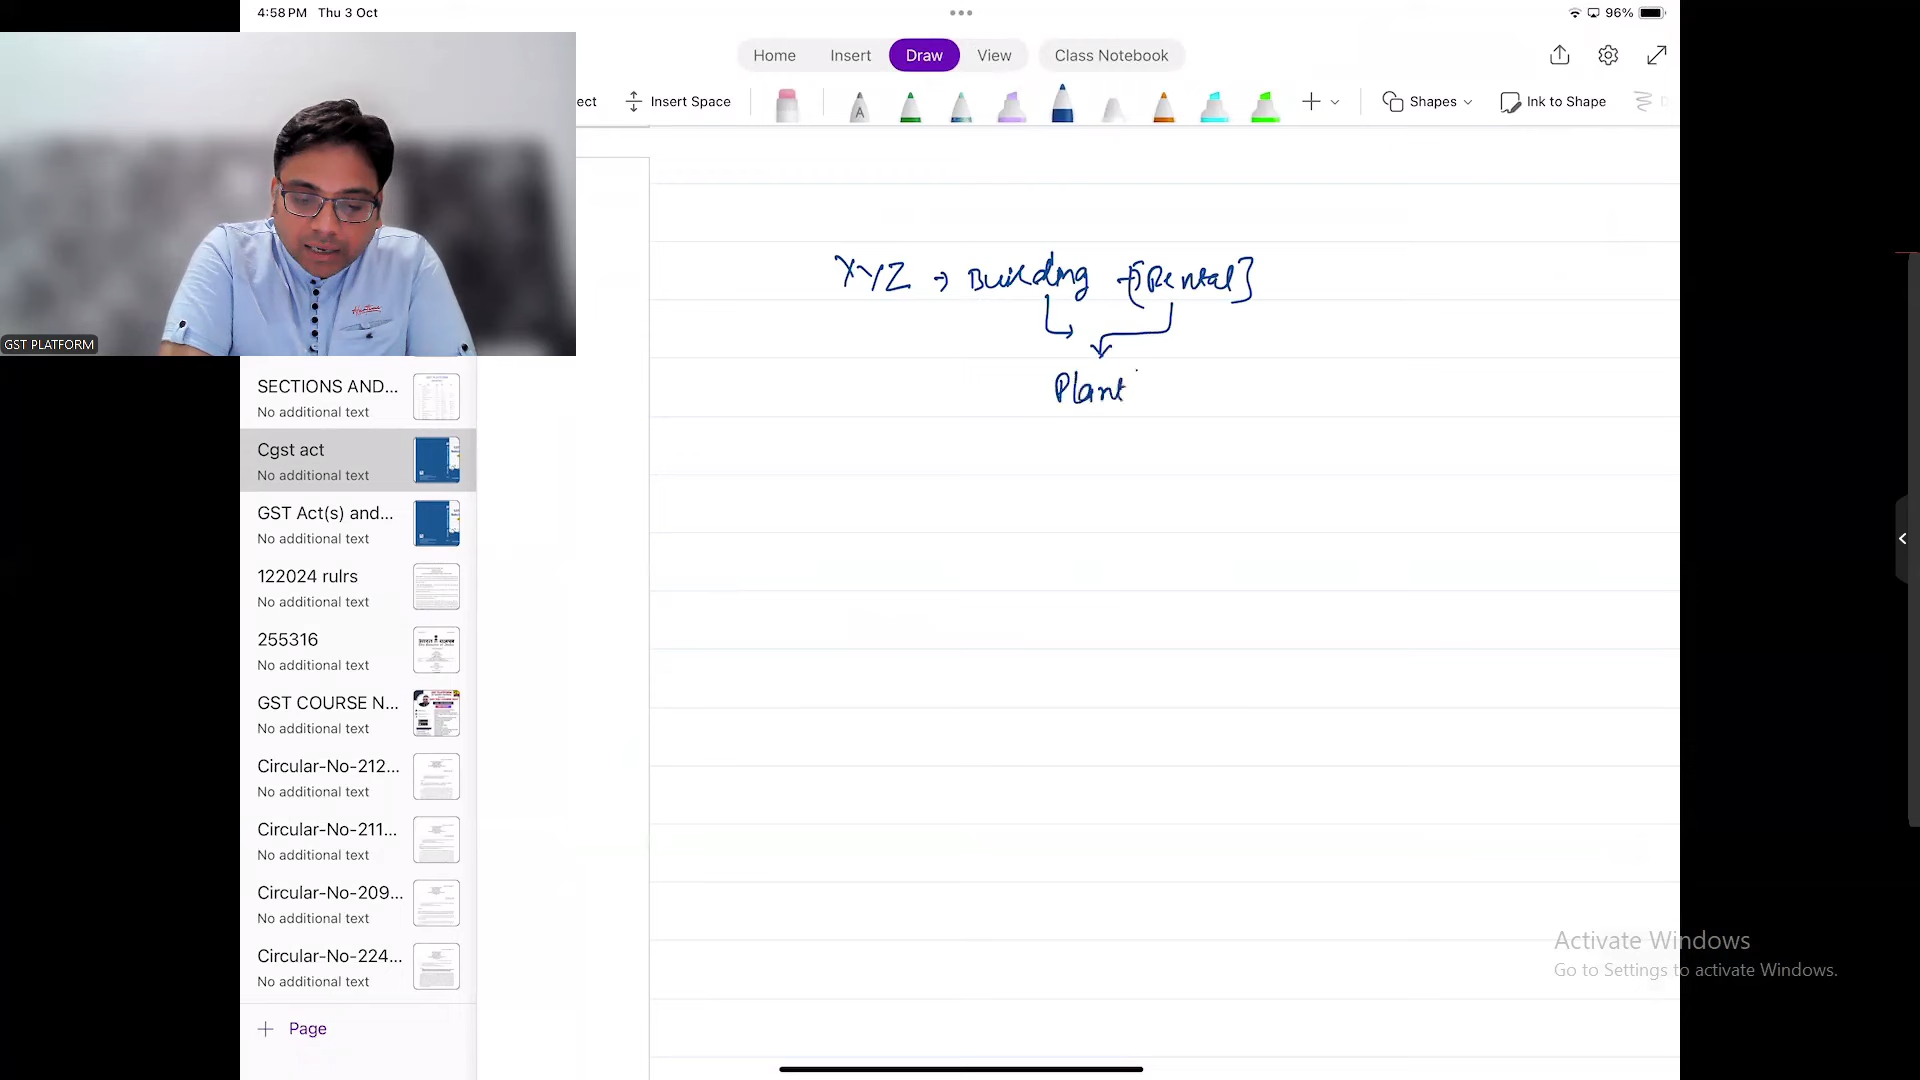 4:58 PM Thu 3 Oct
96%
Home Insert Draw View Class Notebook
ect Insert Space A Shapes Ink to Shape
XYZ → Building [Rental]
Plant
GST PLATFORM
SECTIONS AND...
No additional text
Cgst act
No additional text
GST Act(s) and...
No additional text
122024 rulrs
No additional text
255316
No additional text
GST COURSE N...
No additional text
Circular-No-212...
No additional text
Circular-No-211...
No additional text
Circular-No-209...
No additional text
Circular-No-224...
No additional text
+ Page
Activate Windows
Go to Settings to activate Windows.